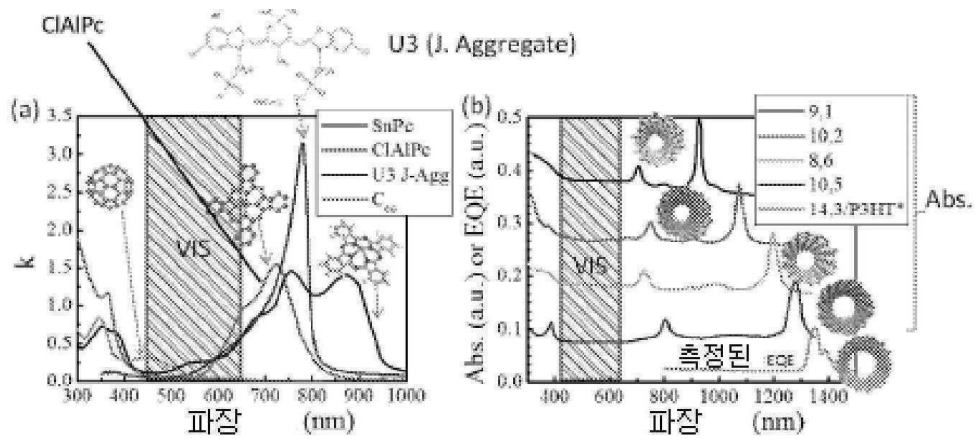 ClAlPc
U3 (J. Aggregate)
(a)
3.5
3.0
2.5
2.0
1.5
1.0
0.5
0.0
k
SnPc
ClAlPc
U3 J-Agg
C60
VIS
300 400 500 600 700 800 900 1000
파장 (nm)
(b)
0.5
0.4
0.3
0.2
0.1
0.0
Abs. (a.u.) or EQE (a.u.)
9,1
10,2
8,6
10,5
14,3/P3HT*
Abs.
VIS
측정된 EQE
400 600 800 1000 1200 1400
파장 (nm)